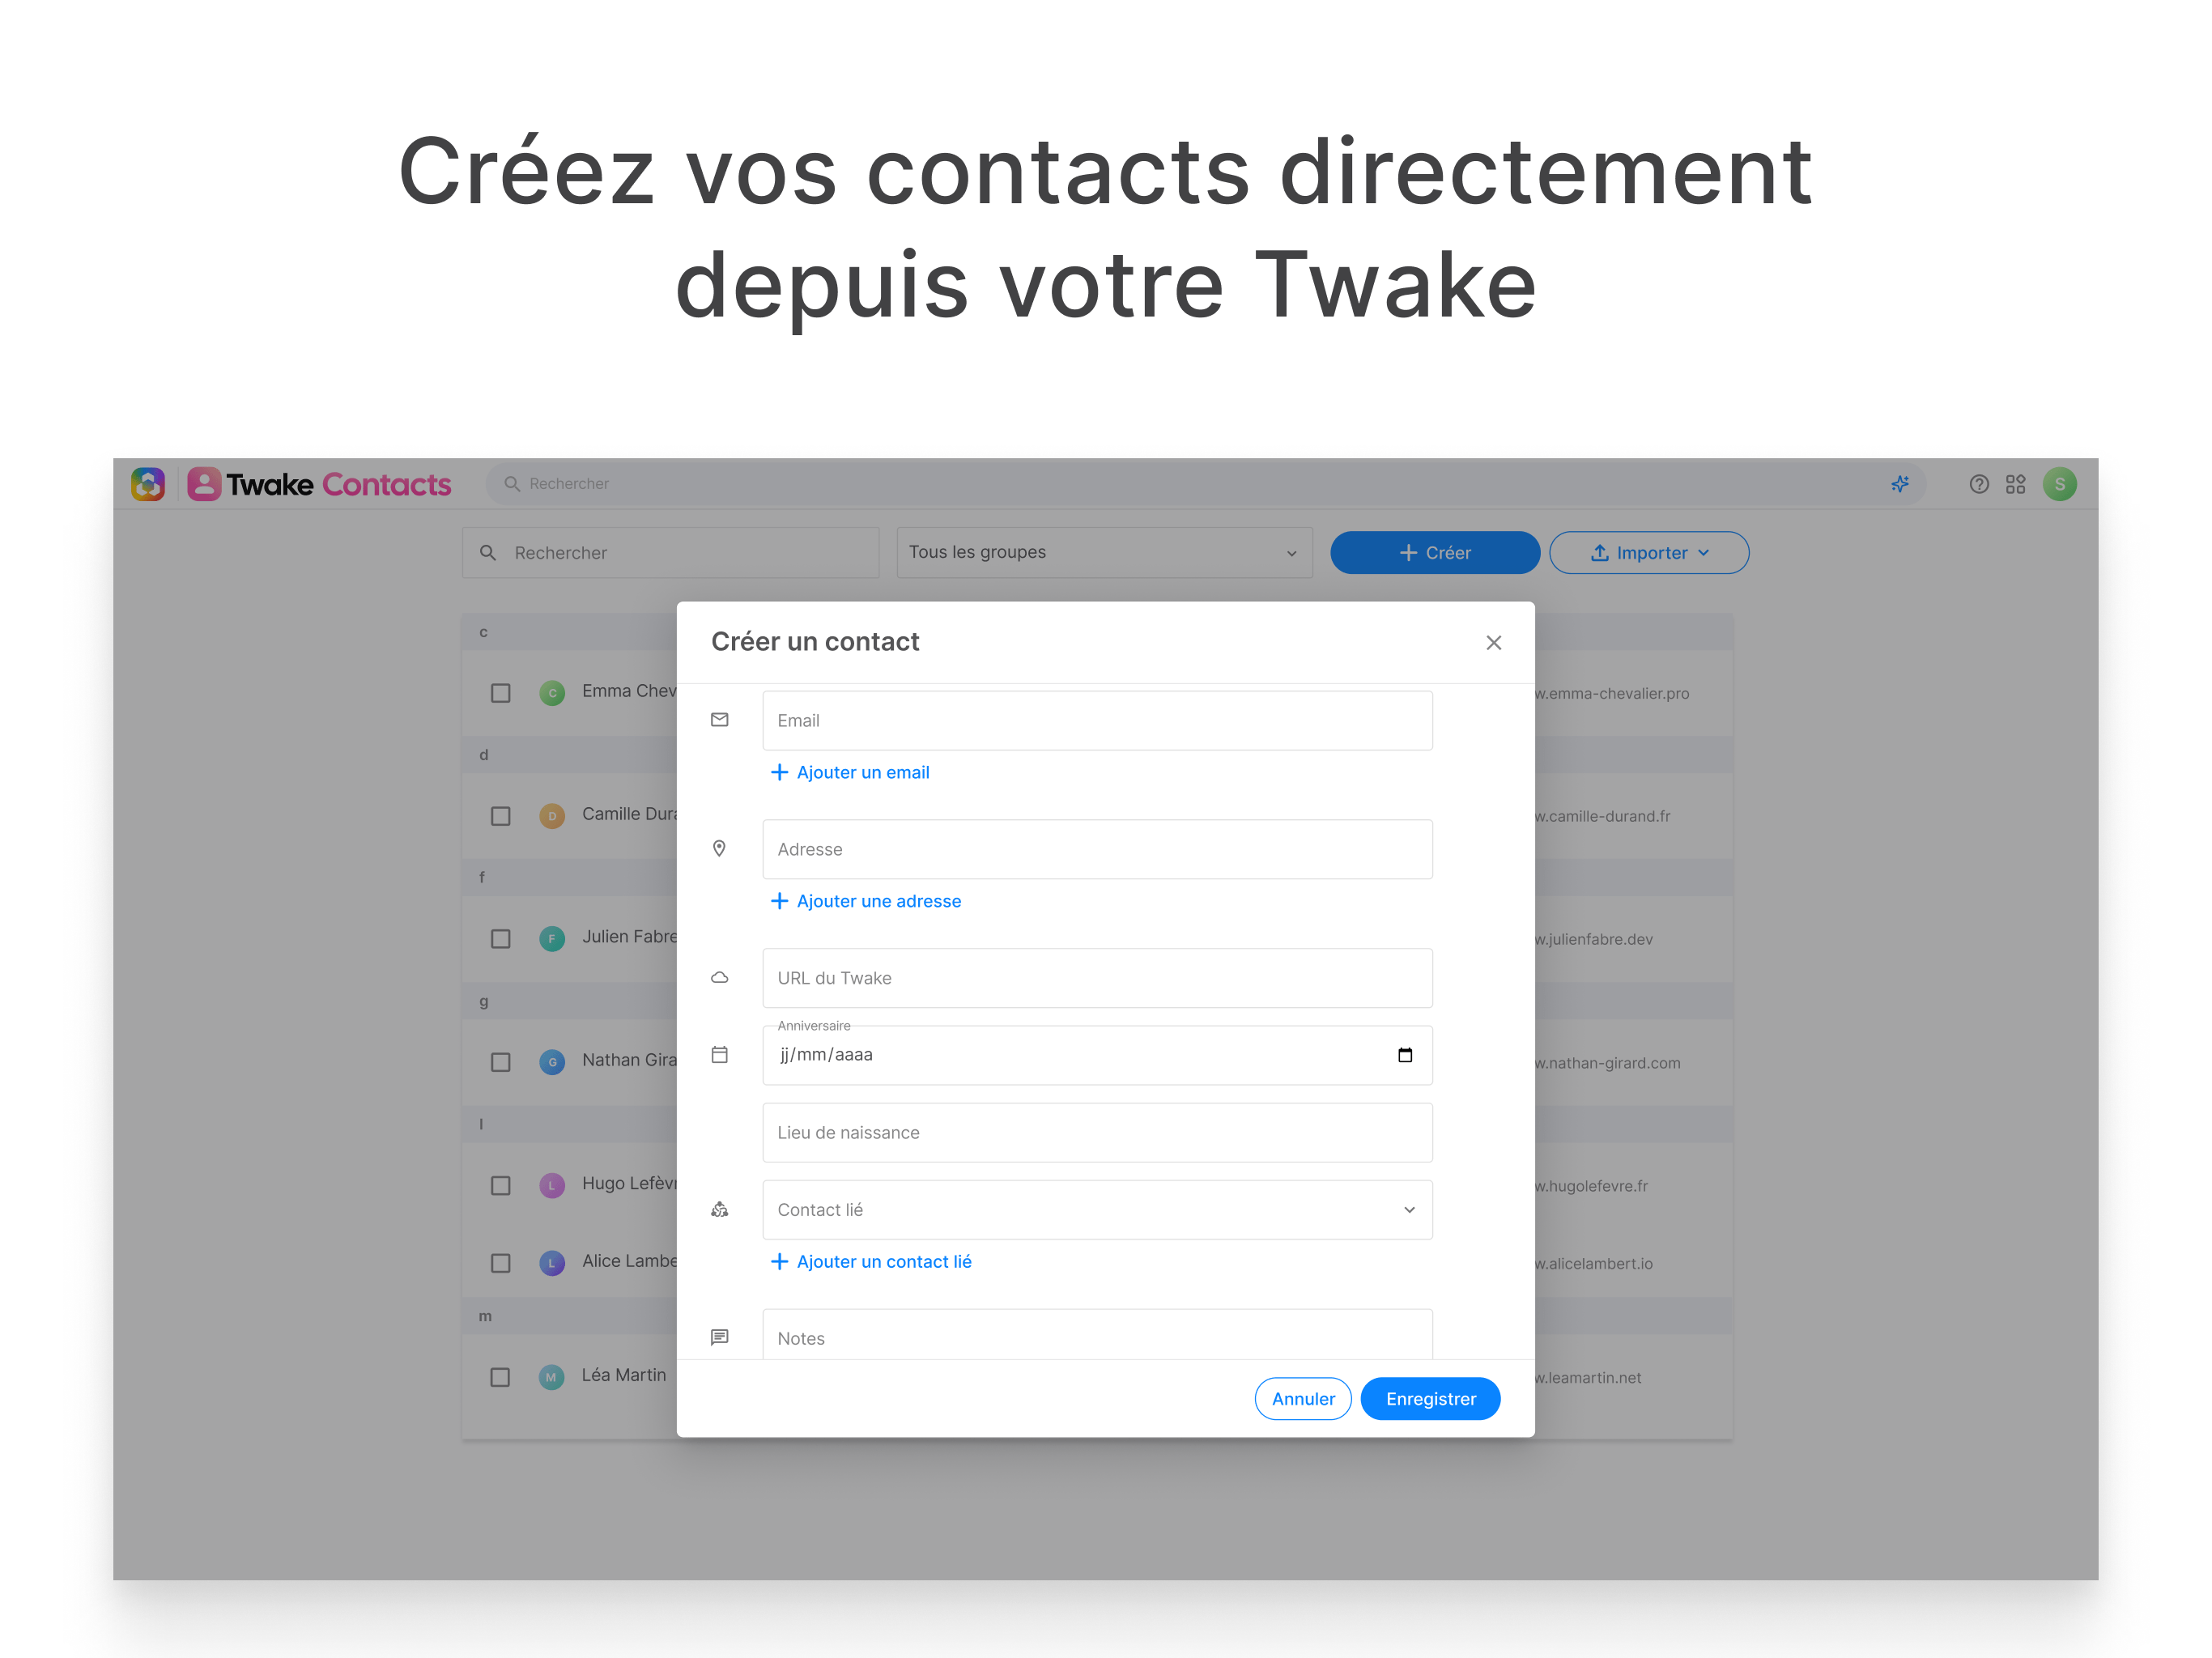 Créez vos contacts directement
depuis votre Twake
Twake Contacts
Rechercher
S
Rechercher
Tous les groupes
Créer
Importer
Créer un contact
c
C
Emma Chev
w.emma-chevalier.pro
Email
Ajouter un email
d
D
Camille Dura
w.camille-durand.fr
Adresse
Ajouter une adresse
f
F
Julien Fabre
w.julienfabre.dev
URL du Twake
g
Anniversaire
jj/mm/aaaa
G
Nathan Gira
w.nathan-girard.com
l
Lieu de naissance
L
Hugo Lefèvr
w.hugolefevre.fr
Contact lié
Ajouter un contact lié
L
Alice Lambe
w.alicelambert.io
m
Notes
M
Léa Martin
w.leamartin.net
Annuler
Enregistrer